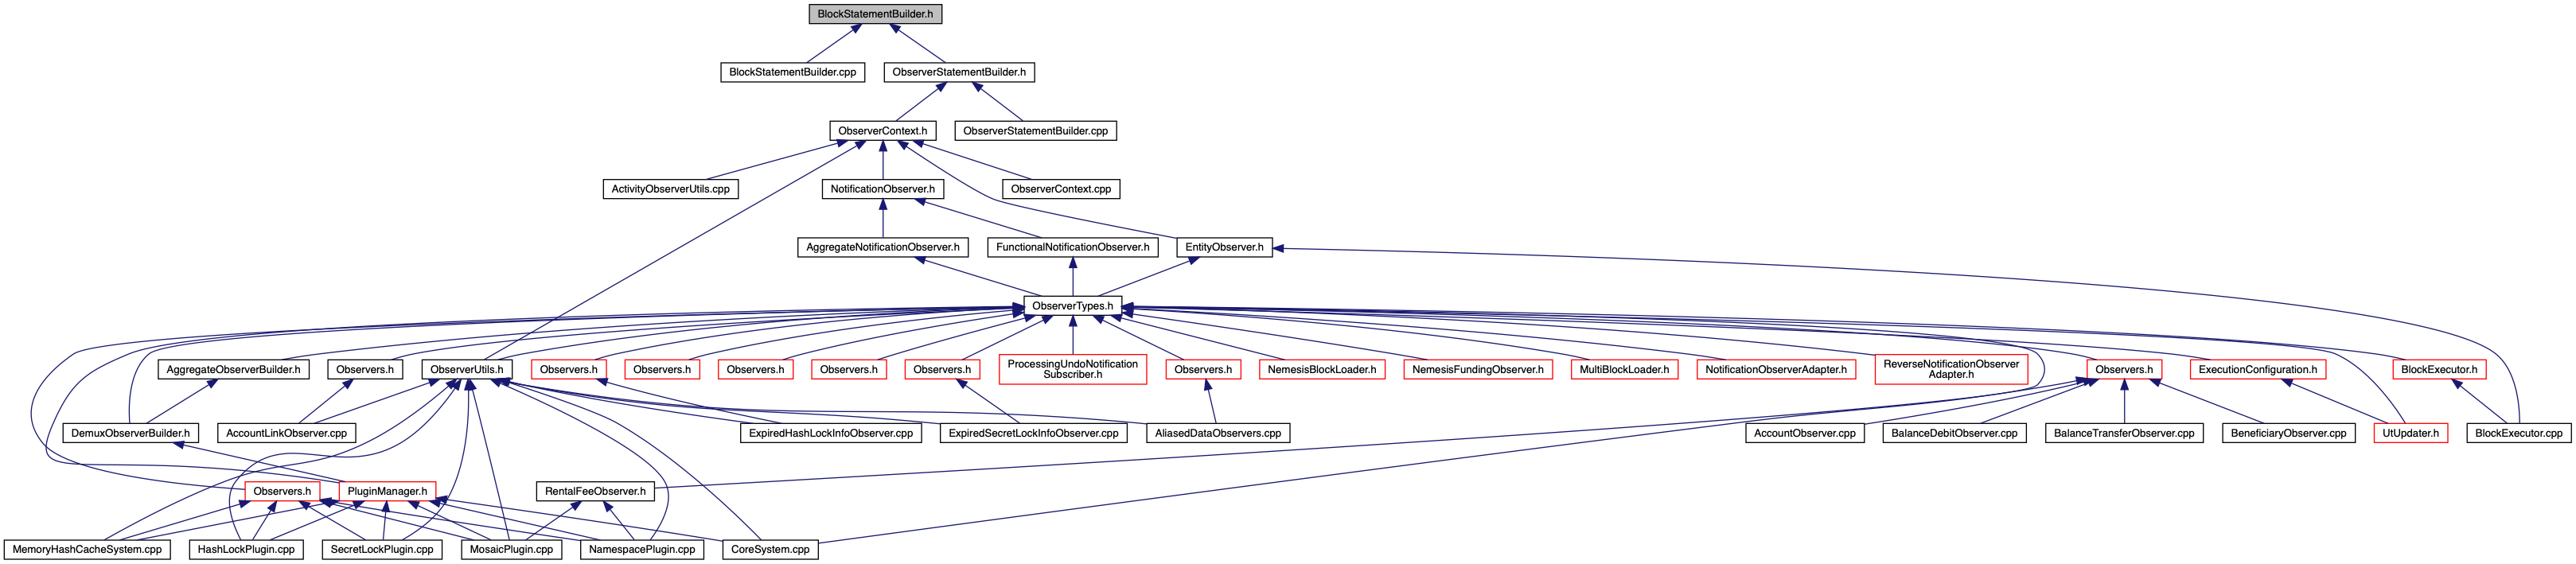 BlockStatementBuilder.h
BlockStatementBuilder.cpp
ObserverStatementBuilder.h
ObserverContext.h
ObserverStatementBuilder.cpp
ActivityObserverUtils.cpp
NotificationObserver.h
ObserverContext.cpp
AggregateNotificationObserver.h
FunctionalNotificationObserver.h
EntityObserver.h
ObserverTypes.h
AggregateObserverBuilder.h
Observers.h
ObserverUtils.h
Observers.h
Observers.h
Observers.h
Observers.h
Observers.h
ProcessingUndoNotification
Subscriber.h
Observers.h
NemesisBlockLoader.h
NemesisFundingObserver.h
MultiBlockLoader.h
NotificationObserverAdapter.h
ReverseNotificationObserver
Adapter.h
Observers.h
ExecutionConfiguration.h
BlockExecutor.h
DemuxObserverBuilder.h
AccountLinkObserver.cpp
ExpiredHashLockInfoObserver.cpp
ExpiredSecretLockInfoObserver.cpp
AliasedDataObservers.cpp
AccountObserver.cpp
BalanceDebitObserver.cpp
BalanceTransferObserver.cpp
BeneficiaryObserver.cpp
UtUpdater.h
BlockExecutor.cpp
Observers.h
PluginManager.h
RentalFeeObserver.h
MemoryHashCacheSystem.cpp
HashLockPlugin.cpp
SecretLockPlugin.cpp
MosaicPlugin.cpp
NamespacePlugin.cpp
CoreSystem.cpp